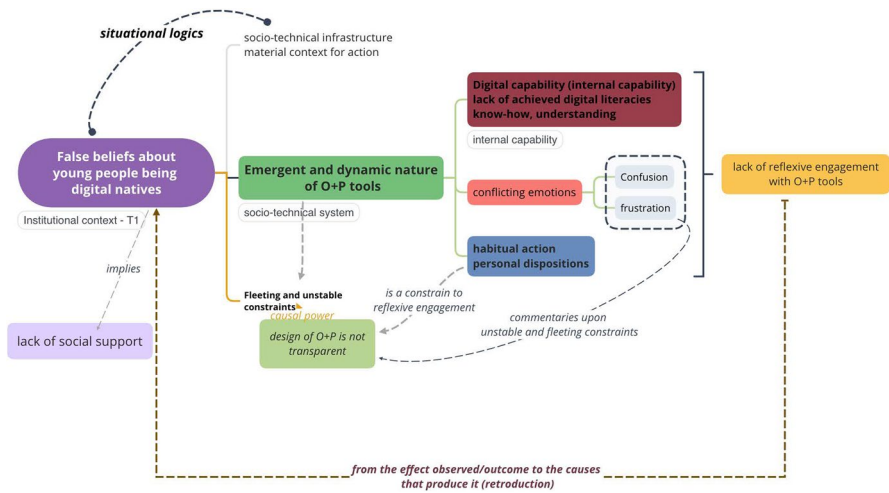 situational logics
socio-technical infrastructure
material context for action
False beliefs about
young people being
digital natives
Institutional context - T1
implies
lack of social support
Emergent and dynamic nature
of O+P tools
socio-technical system
Fleeting and unstable
constraints
causal power
design of O+P is not
transparent
Digital capability (internal capability)
lack of achieved digital literacies
know-how, understanding
internal capability
conflicting emotions
Confusion
frustration
habitual action
personal dispositions
is a constrain to
reflexive engagement
commentaries upon
unstable and fleeting constraints
lack of reflexive engagement
with O+P tools
from the effect observed/outcome to the causes
that produce it (retroduction)